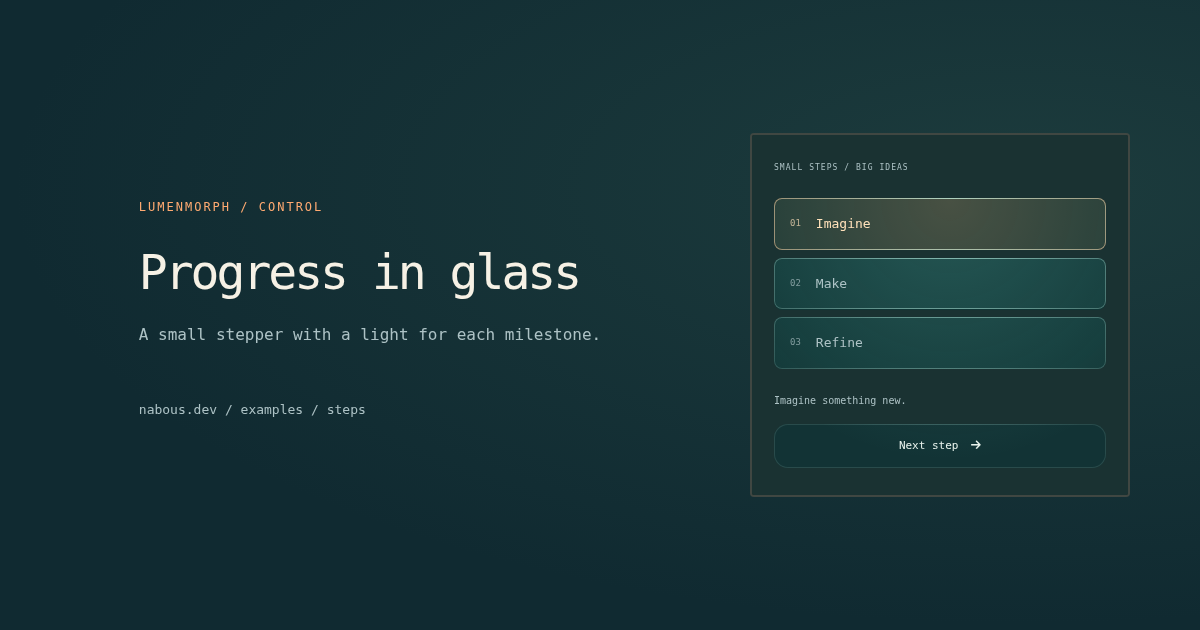 LUMENMORPH / CONTROL
Progress in glass
A small stepper with a light for each milestone.
nabous.dev / examples / steps
SMALL STEPS / BIG IDEAS
01 Imagine
02 Make
03 Refine
Imagine something new.
Next step →